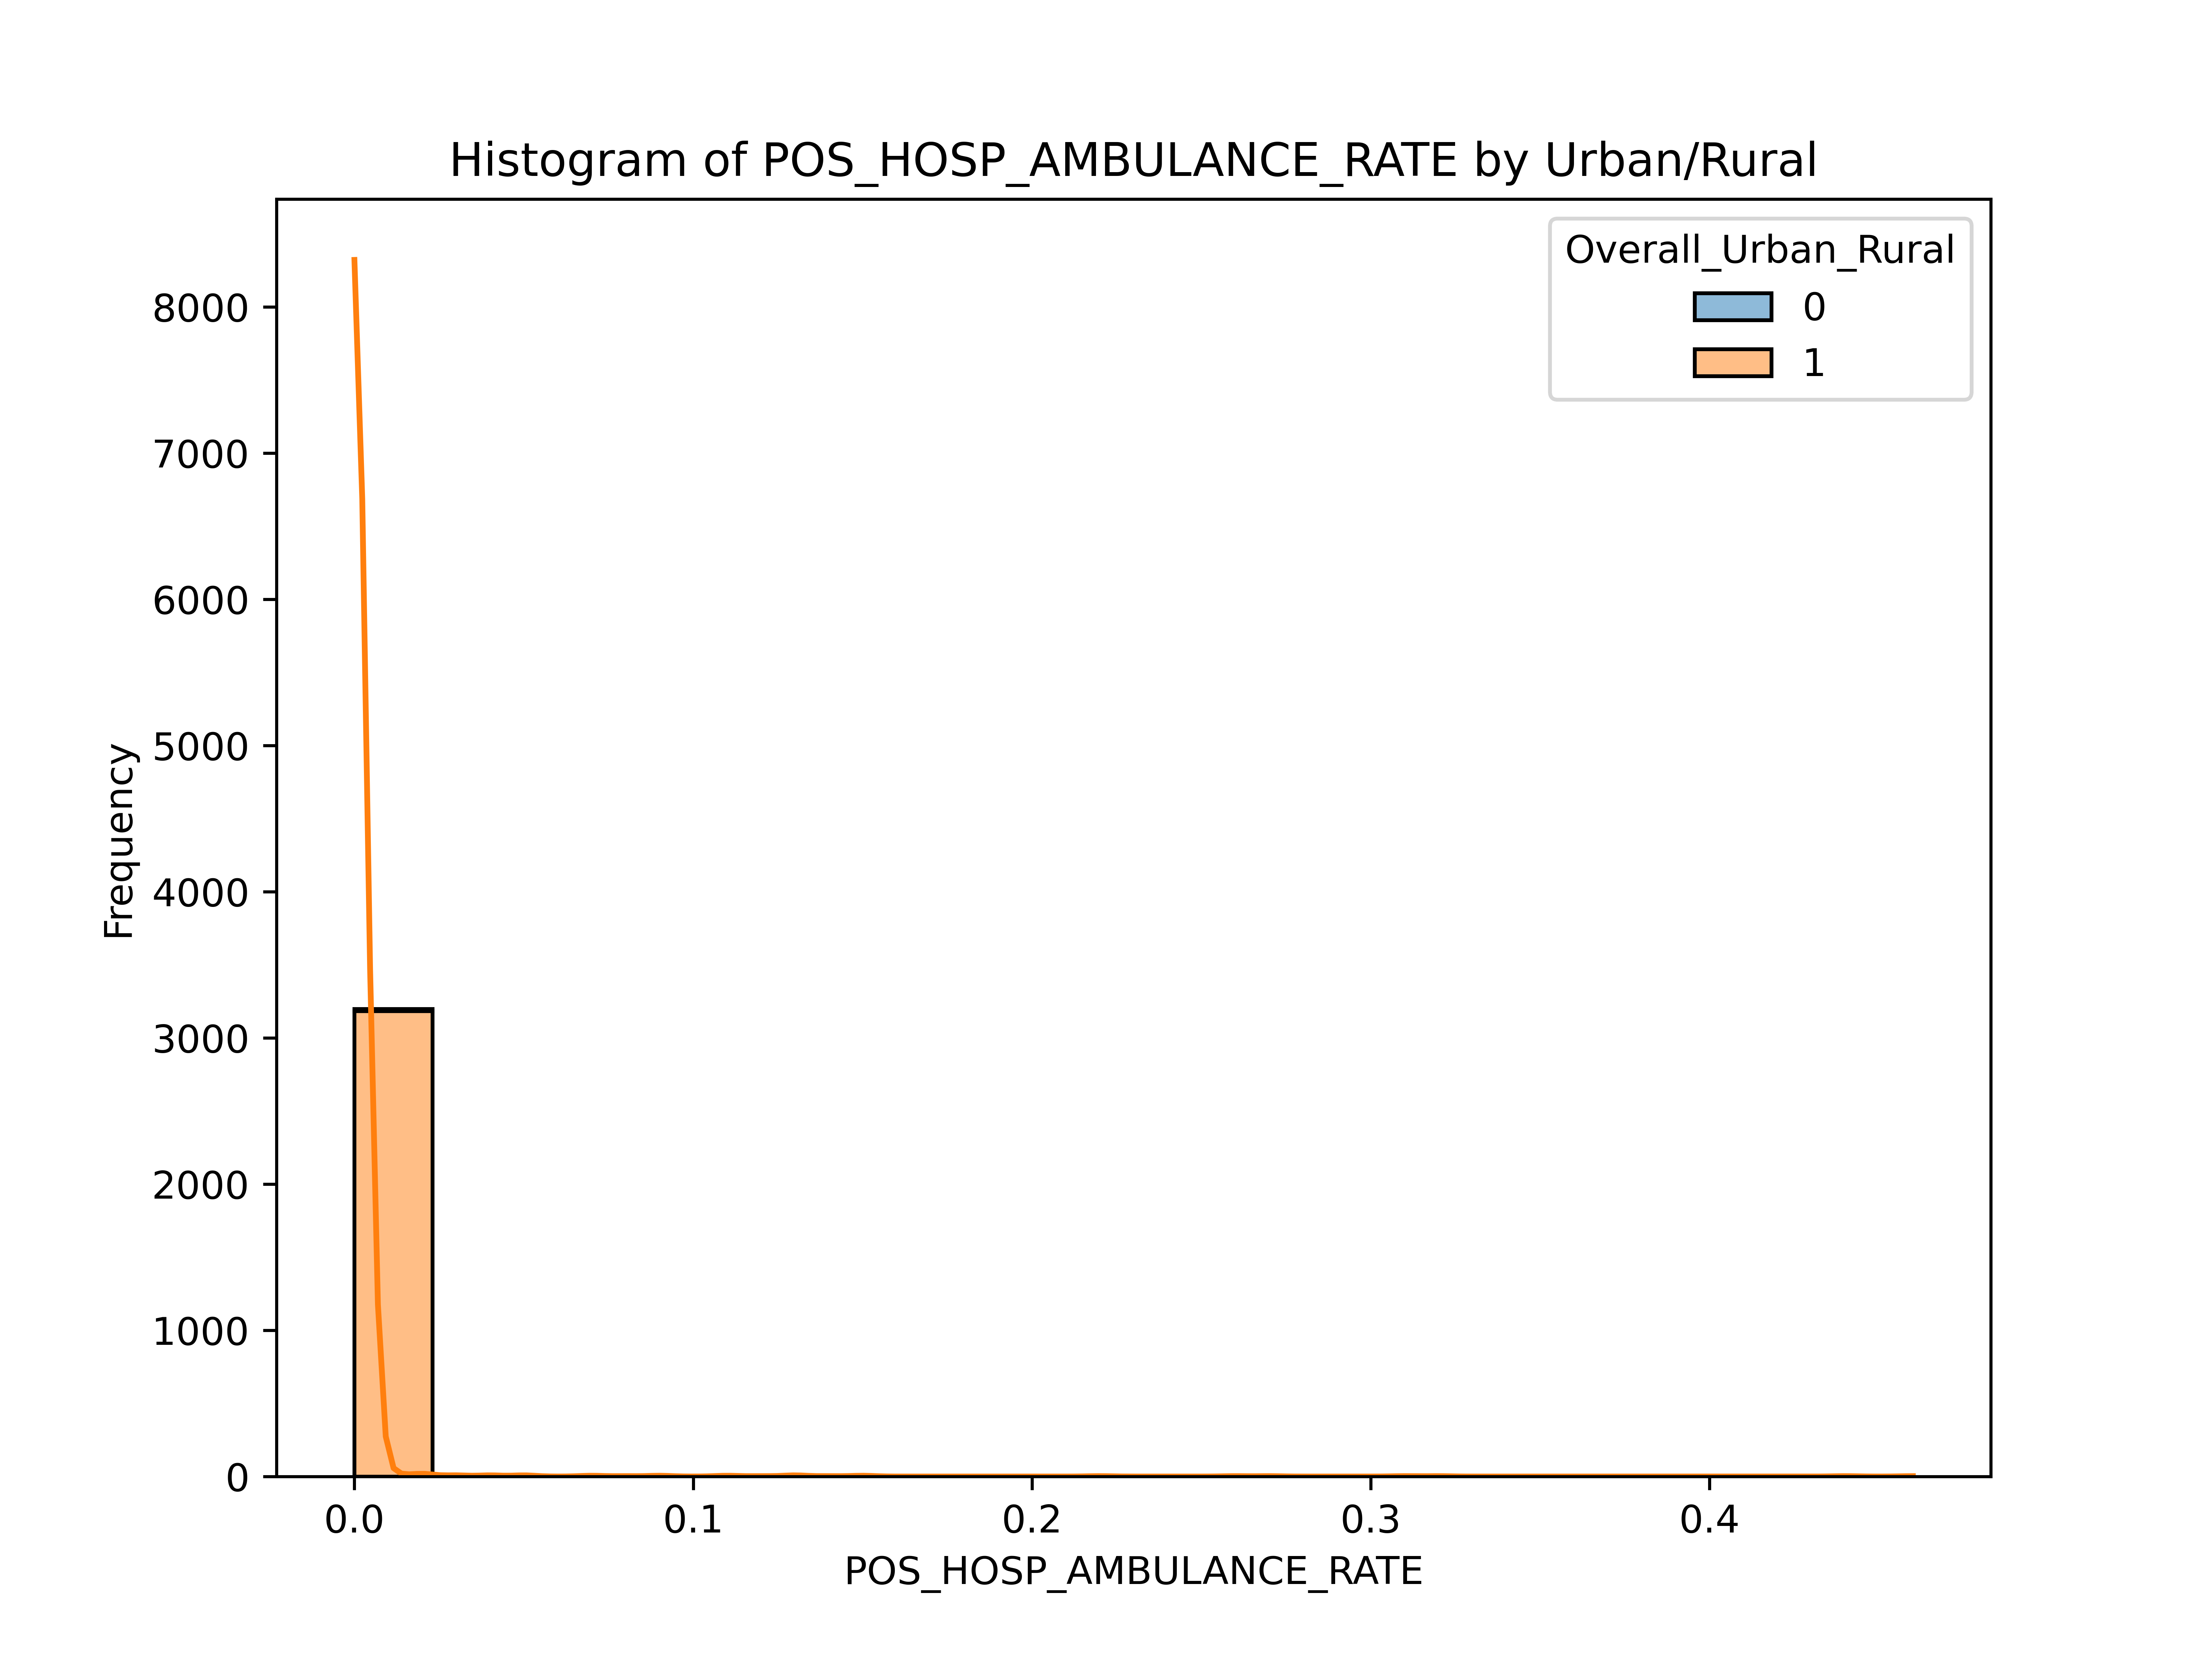 Histogram of POS_HOSP_AMBULANCE_RATE by Urban/Rural
Overall_Urban_Rural
0
1
8000
7000
6000
5000
4000
3000
2000
1000
0
Frequency
0.0 0.1 0.2 0.3 0.4
POS_HOSP_AMBULANCE_RATE